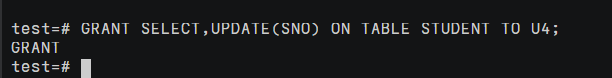 test=# GRANT SELECT,UPDATE(SNO) ON TABLE STUDENT TO U4;
GRANT
test=#